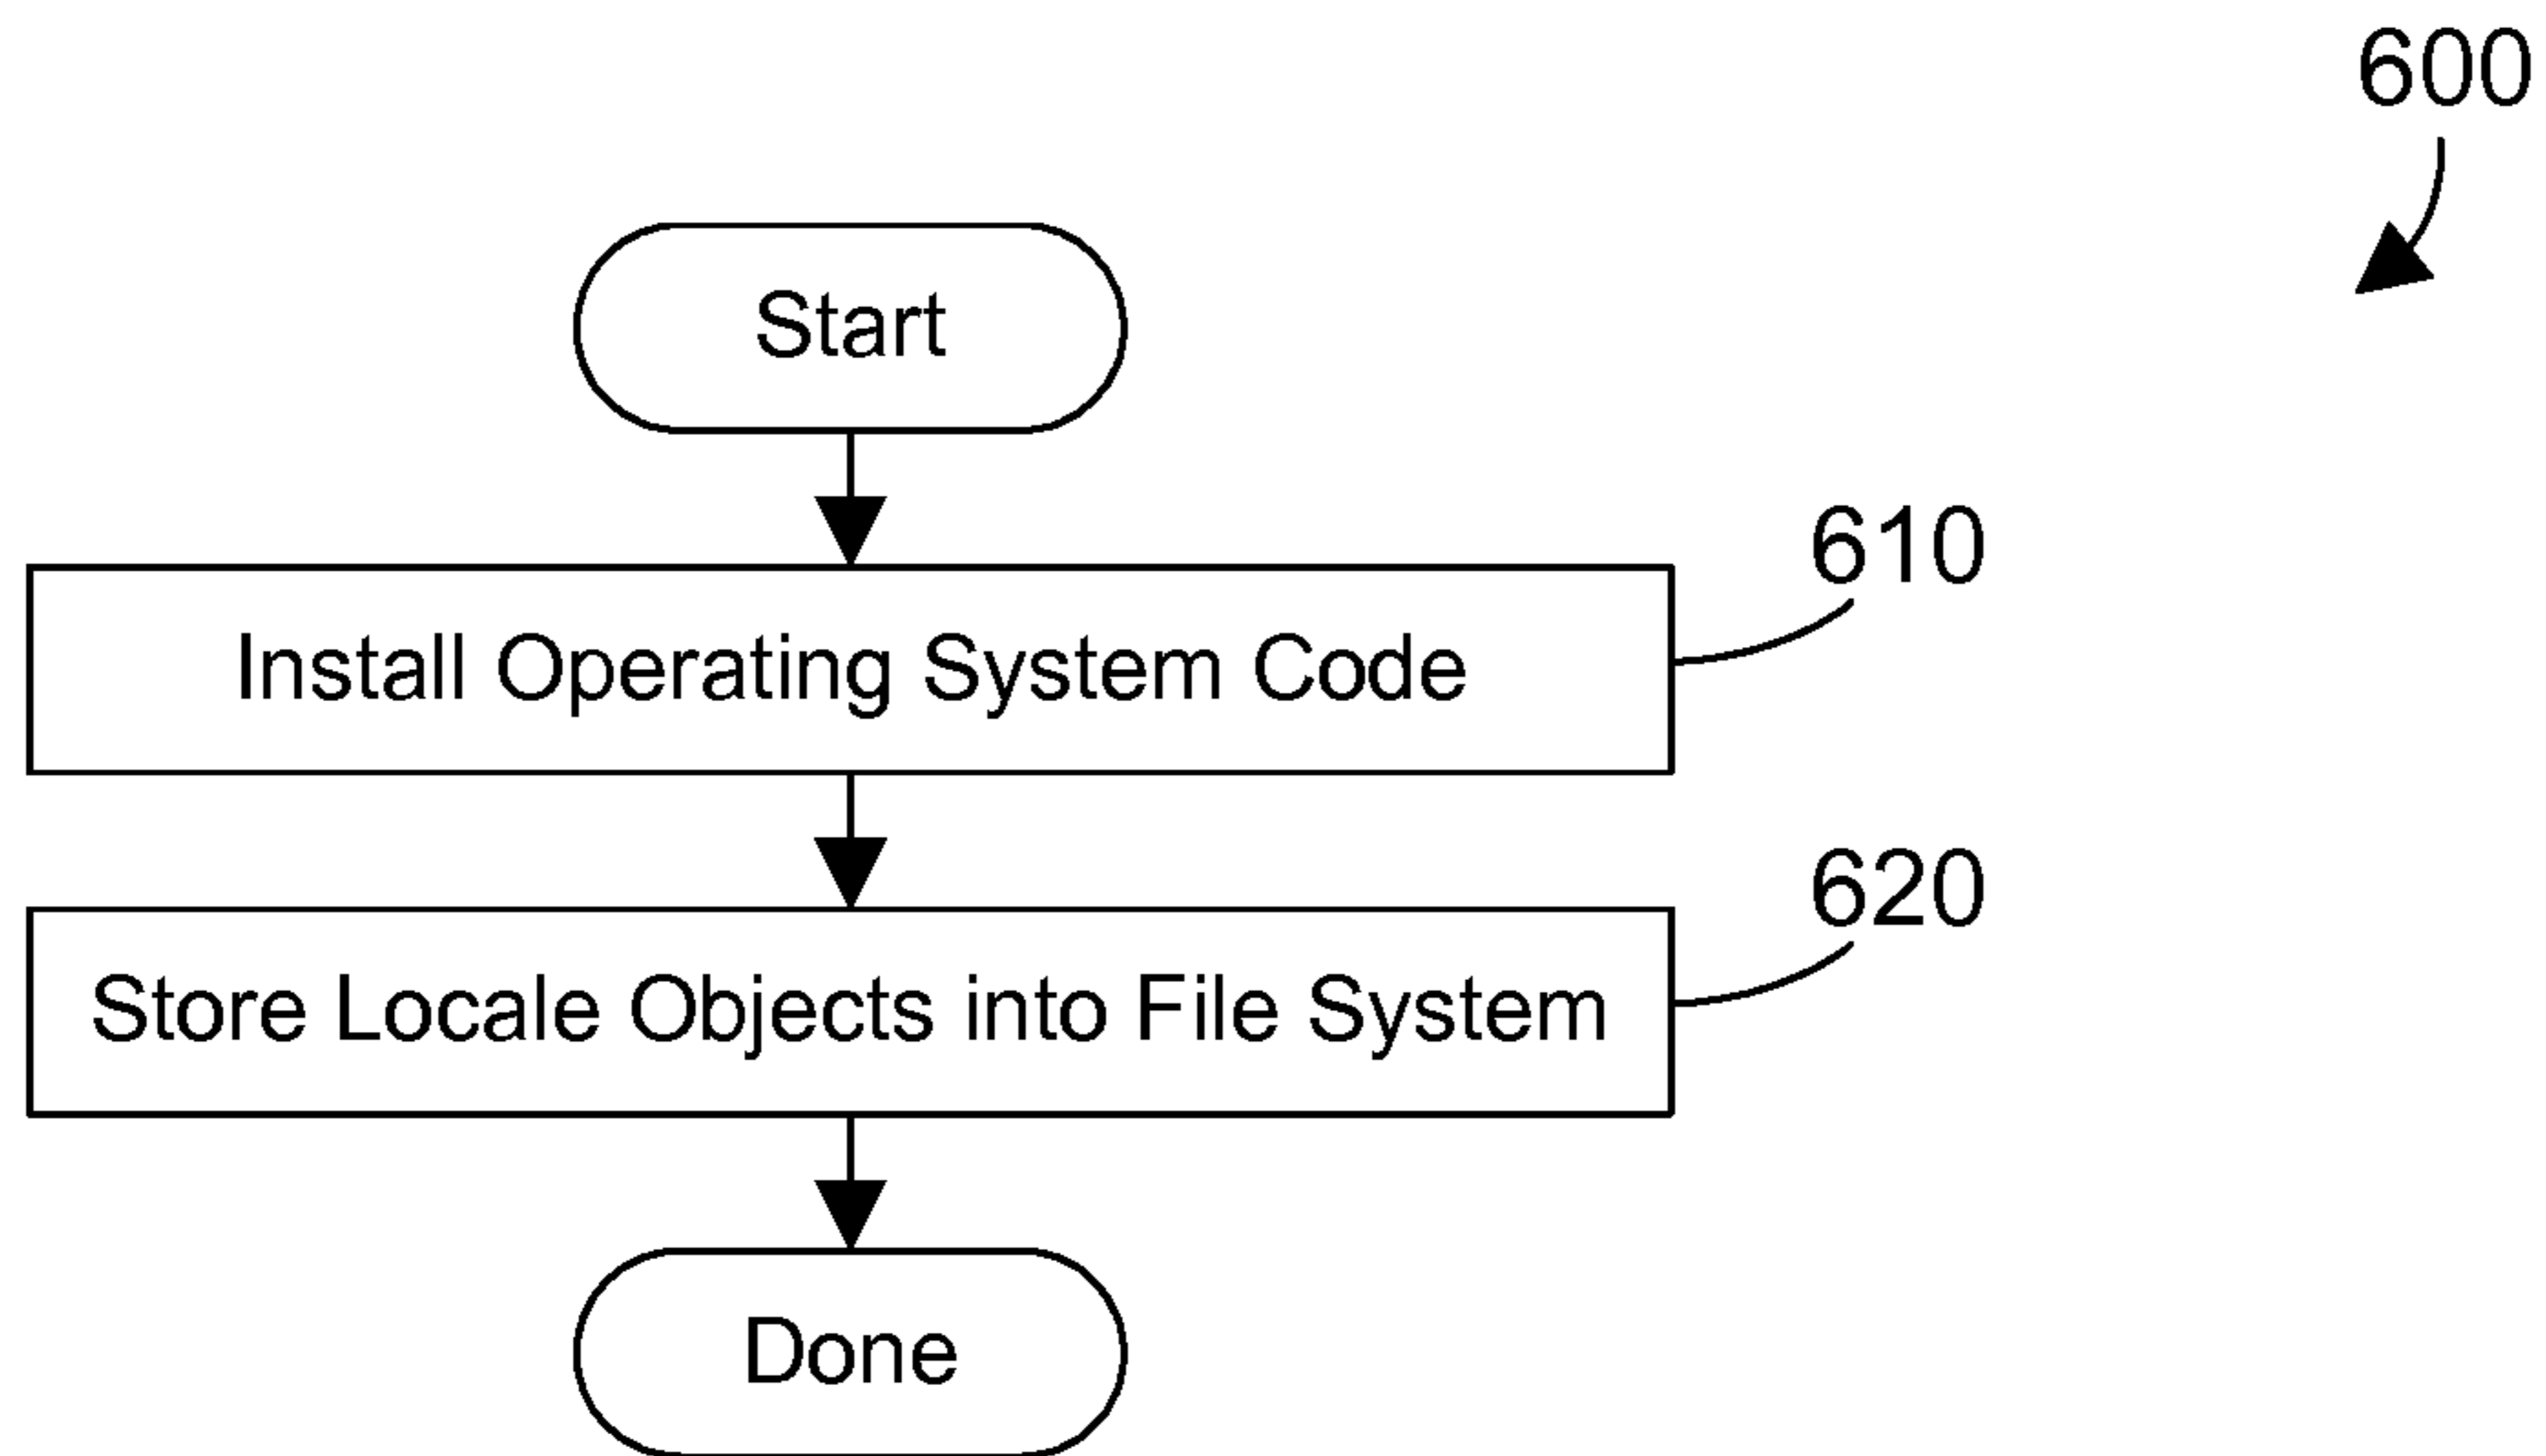 600
Start
610
Install Operating System Code
620
Store Locale Objects into File System
Done